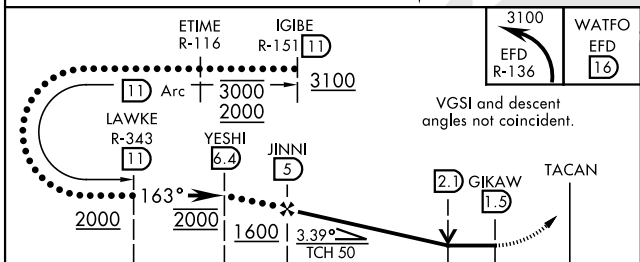 ETIME
R-116
IGIBE
R-151 11
3100
EFD
R-136
WATFO
EFD
16
11 Arc
3000
2000
3100
VGSI and descent
angles not coincident.
LAWKE
R-343
11
YESHI
6.4
JINNI
5
TACAN
2.1 GIKAW
1.5
163°
2000
2000
1600
3.39°
TCH 50